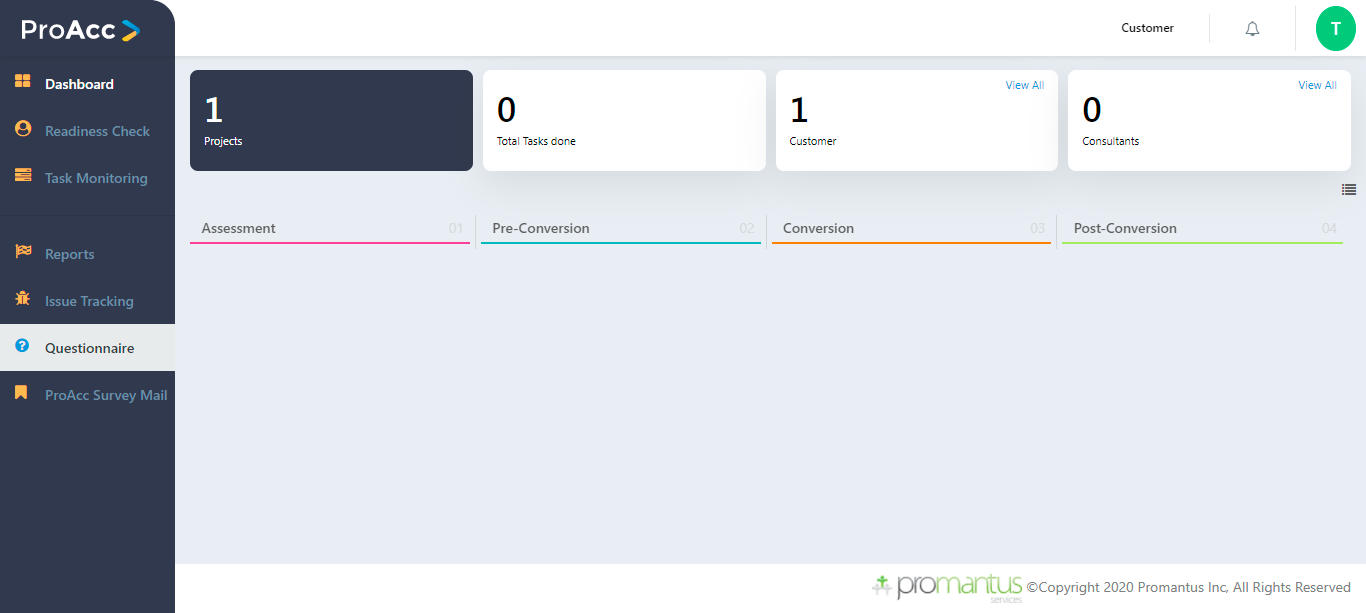 ProAcc
Customer
T
Dashboard
Readiness Check
Task Monitoring
Reports
Issue Tracking
Questionnaire
ProAcc Survey Mail
1
Projects
0
Total Tasks done
View All
1
Customer
View All
0
Consultants
Assessment 01
Pre-Conversion 02
Conversion 03
Post-Conversion 04
promantus
services
©Copyright 2020 Promantus Inc, All Rights Reserved